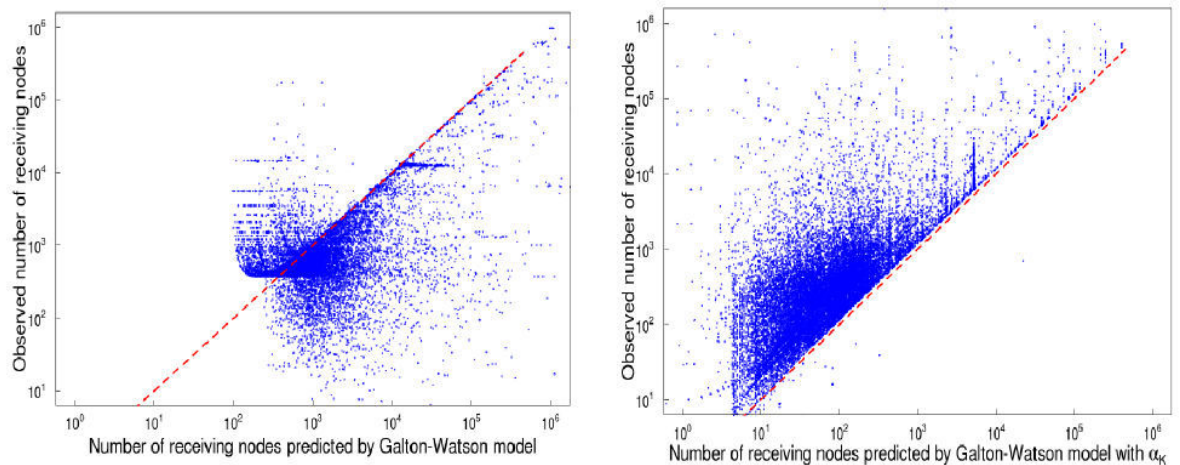 Observed number of receiving nodes
10^6
10^5
10^4
10^3
10^2
10^1
10^0 10^1 10^2 10^3 10^4 10^5 10^6
Number of receiving nodes predicted by Galton-Watson model
Observed number of receiving nodes
10^6
10^5
10^4
10^3
10^2
10^1
10^0 10^1 10^2 10^3 10^4 10^5 10^6
Number of receiving nodes predicted by Galton-Watson model with α_K